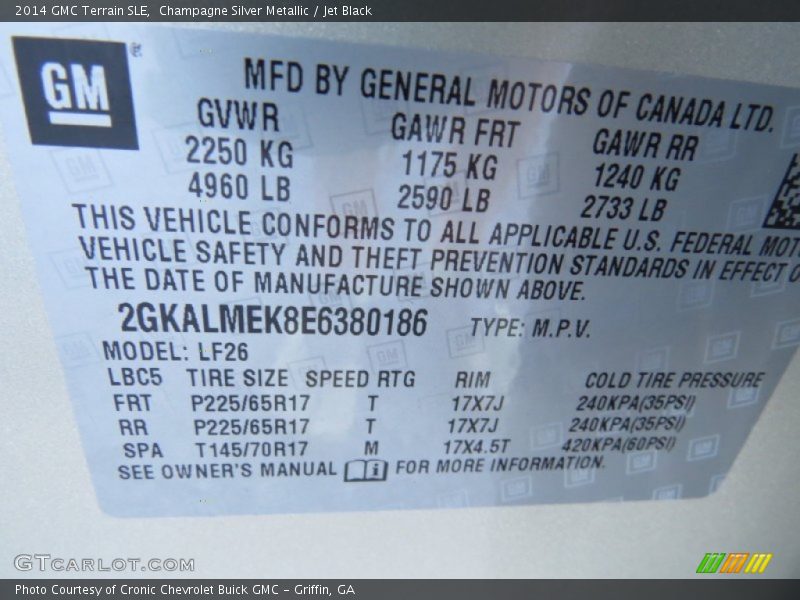 2014 GMC Terrain SLE,  Champagne Silver Metallic / Jet Black
GM
MFD BY GENERAL MOTORS OF CANADA LTD.
GVWR GAWR FRT GAWR RR
2250 KG 1175 KG 1240 KG
4960 LB 2590 LB 2733 LB
THIS VEHICLE CONFORMS TO ALL APPLICABLE U.S. FEDERAL MOT
VEHICLE SAFETY AND THEFT PREVENTION STANDARDS IN EFFECT O
THE DATE OF MANUFACTURE SHOWN ABOVE.
2GKALMEK8E6380186 TYPE: M.P.V.
MODEL: LF26
LBC5 TIRE SIZE SPEED RTG RIM COLD TIRE PRESSURE
FRT P225/65R17 T 17X7J 240KPA(35PSI)
RR P225/65R17 T 17X7J 240KPA(35PSI)
SPA T145/70R17 M 17X4.5T 420KPA(60PSI)
SEE OWNER'S MANUAL i FOR MORE INFORMATION.
GTCARLOT.COM
Photo Courtesy of Cronic Chevrolet Buick GMC - Griffin, GA